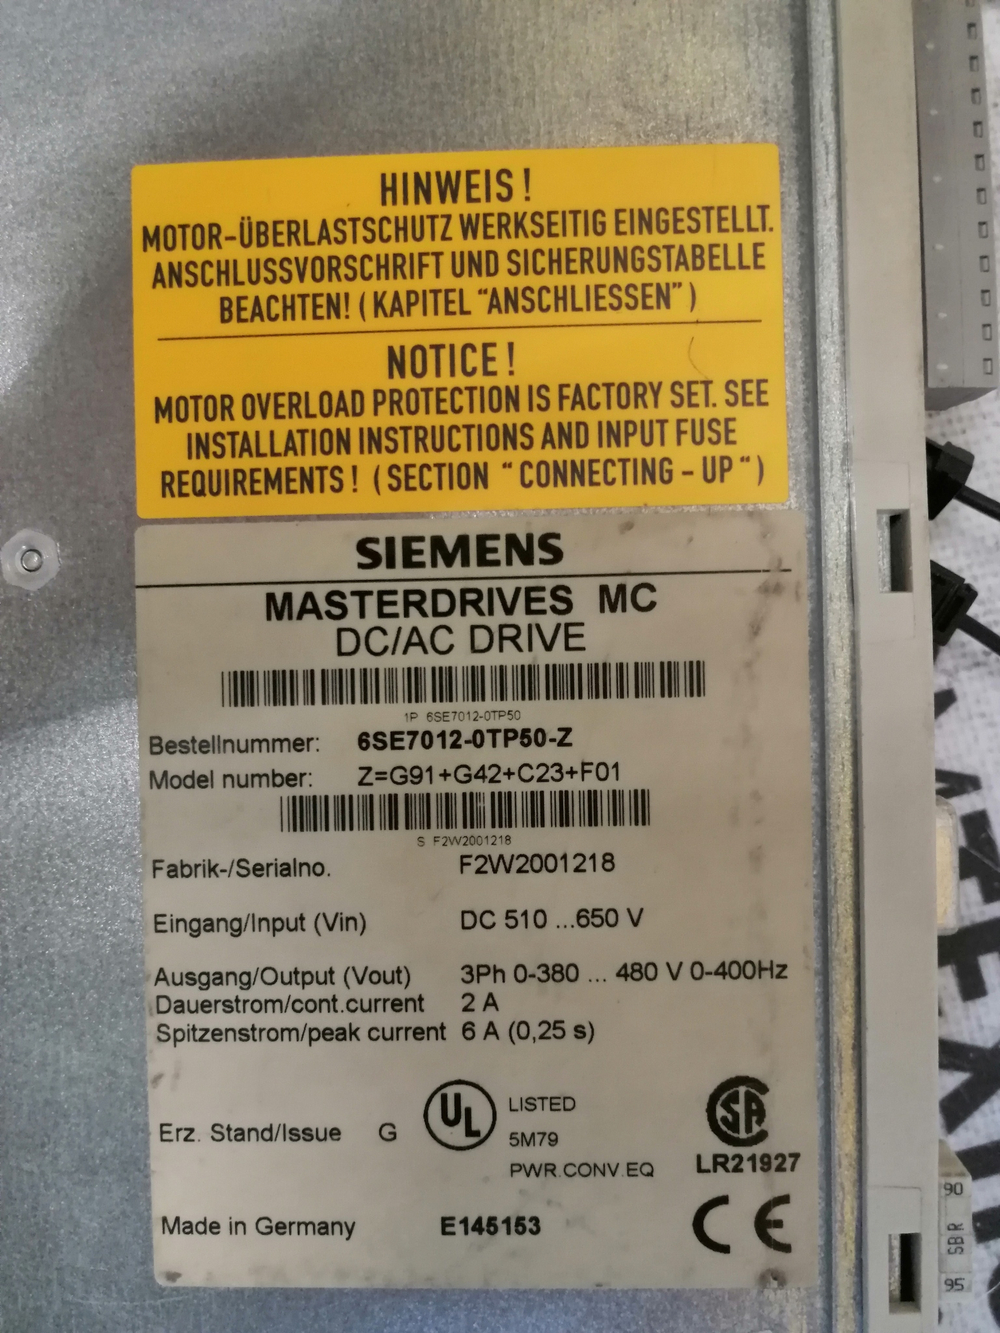 HINWEIS!
MOTOR-ÜBERLASTSCHUTZ WERKSEITIG EINGESTELLT.
ANSCHLUSSVORSCHRIFT UND SICHERUNGSTABELLE
BEACHTEN! (KAPITEL "ANSCHLIESSEN")
NOTICE!
MOTOR OVERLOAD PROTECTION IS FACTORY SET. SEE
INSTALLATION INSTRUCTIONS AND INPUT FUSE
REQUIREMENTS! (SECTION "CONNECTING-UP")
SIEMENS
MASTERDRIVES MC
DC/AC DRIVE
1P 6SE7012-0TP50
Bestellnummer: 6SE7012-0TP50-Z
Model number: Z=G91+G42+C23+F01
S F2W2001218
Fabrik-/Serialno. F2W2001218
Eingang/Input (Vin) DC 510 ...650 V
Ausgang/Output (Vout) 3Ph 0-380 ... 480 V 0-400Hz
Dauerstrom/cont.current 2 A
Spitzenstrom/peak current 6 A (0,25 s)
Erz. Stand/Issue G
UL
LISTED
5M79
PWR.CONV.EQ
SA
LR21927
Made in Germany E145153
CE
90
SBR
95